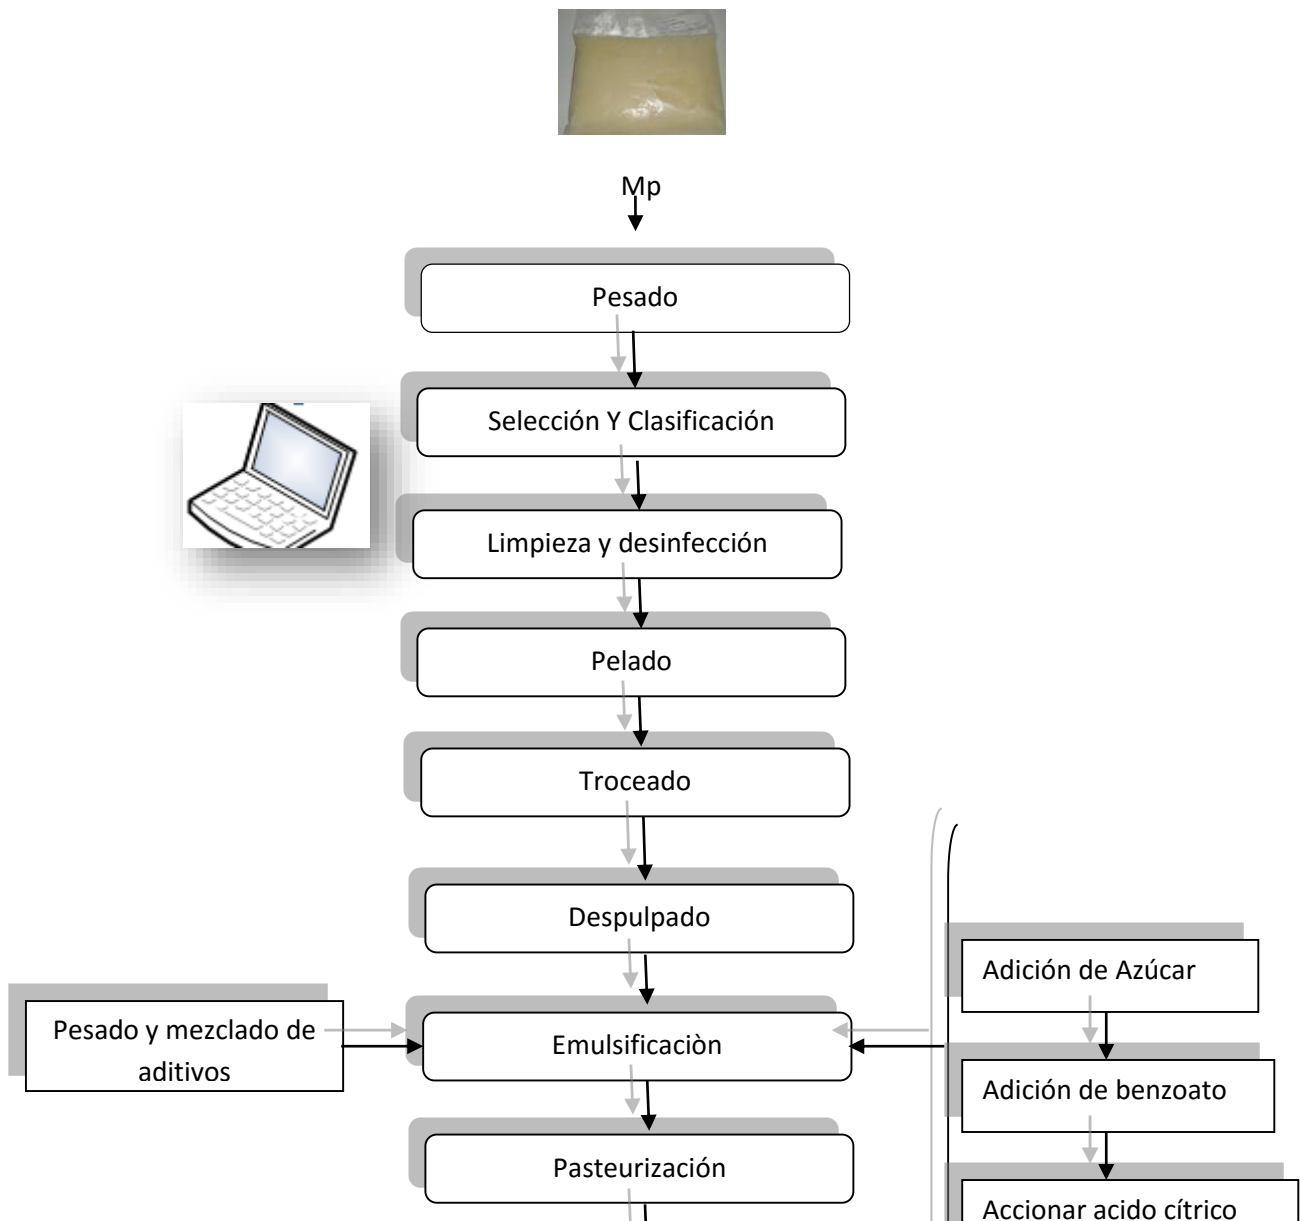 Mp
Pesado
Selección Y Clasificación
Limpieza y desinfección
Pelado
Troceado
Despulpado
Adición de Azúcar
Pesado y mezclado de
aditivos
Emulsificaciòn
Adición de benzoato
Pasteurización
Accionar acido cítrico